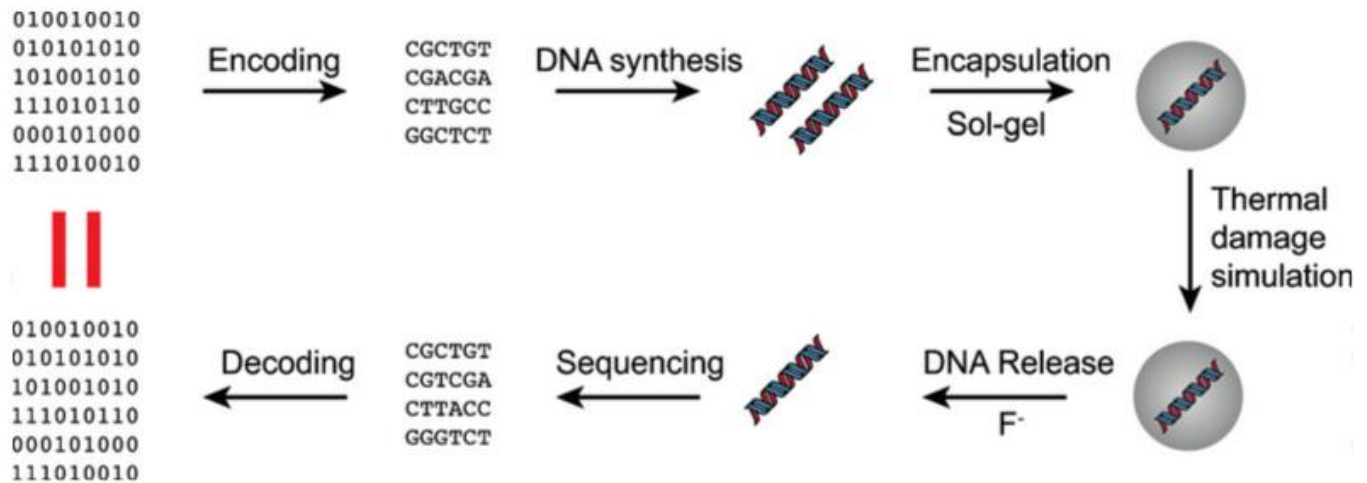 010010010
010101010
101001010
111010110
000101000
111010010
Encoding
CGCTGT
CGACGA
CTTGCC
GGCTCT
DNA synthesis
Encapsulation
Sol-gel
Thermal
damage
simulation
DNA Release
F-
Sequencing
CGCTGT
CGTCGA
CTTACC
GGGTCT
Decoding
010010010
010101010
101001010
111010110
000101000
111010010